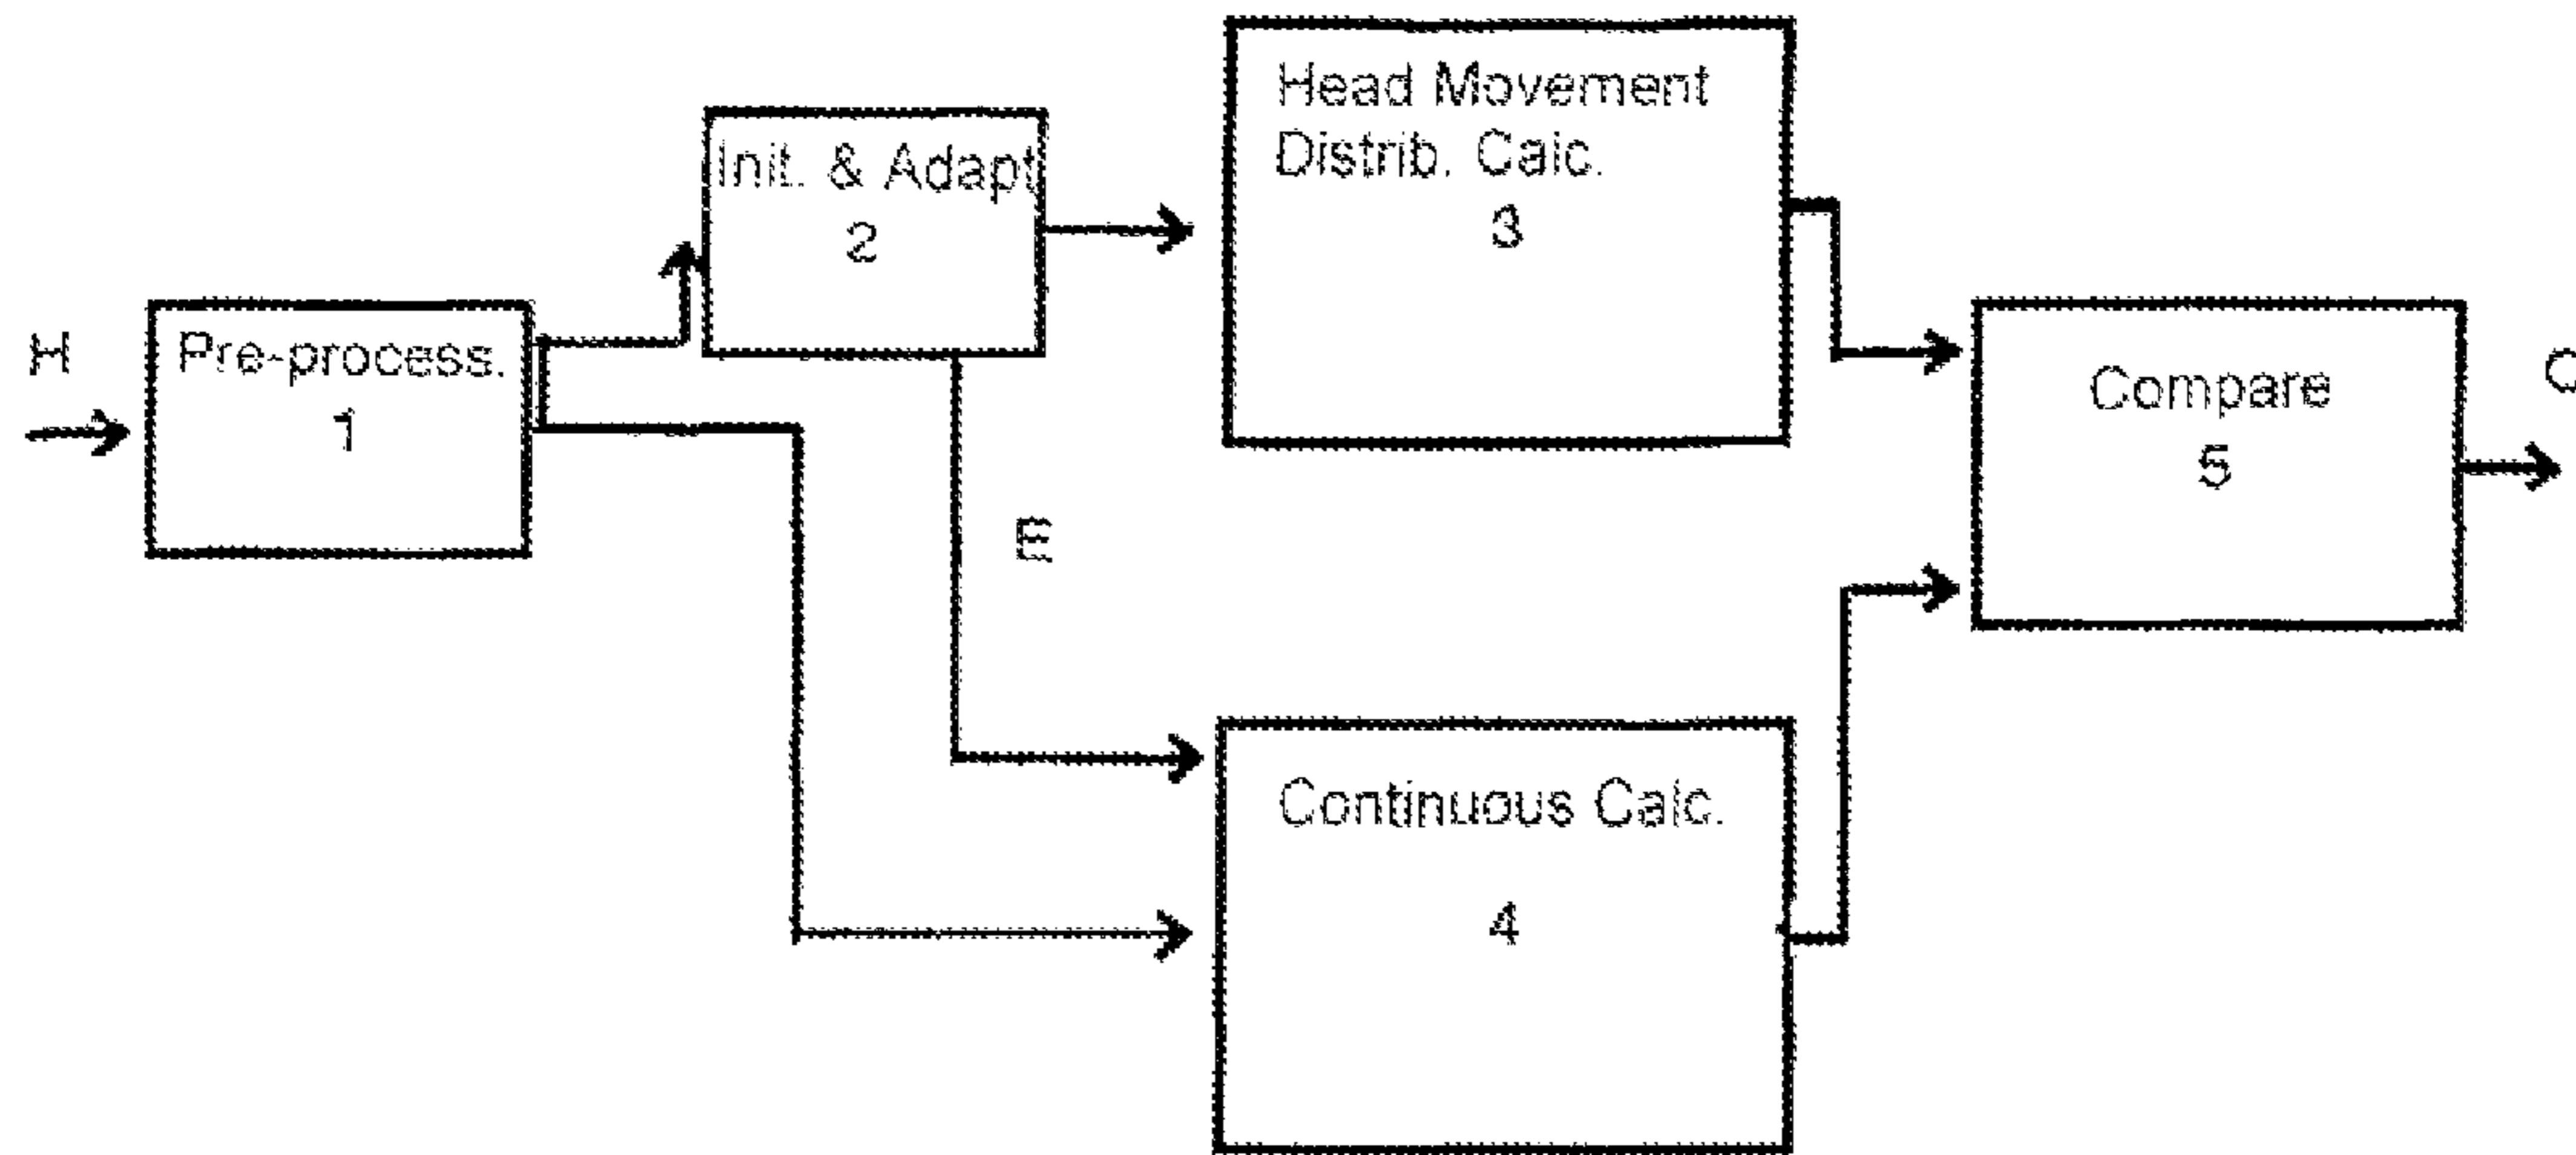 H
Pre-process.
1
Init. & Adapt
2
Head Movement
Distrib. Calc.
3
E
Continuous Calc.
4
Compare
5